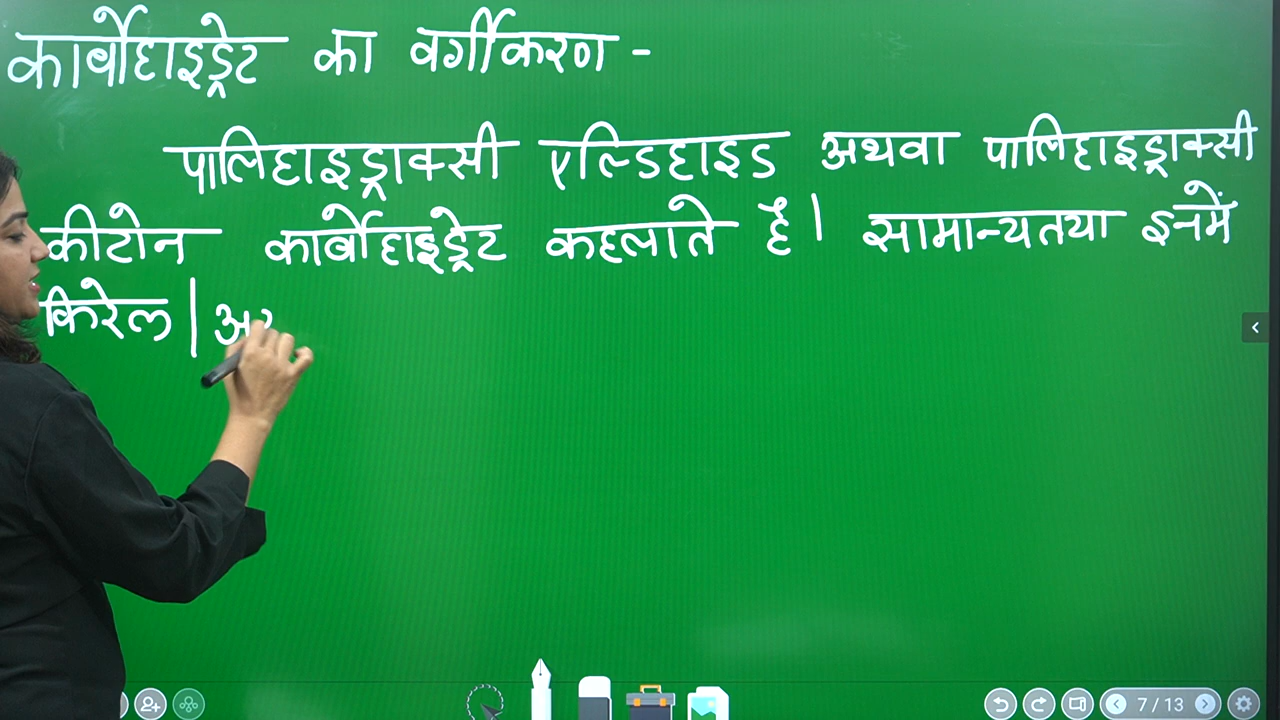 कार्बोहाइड्रेट का वर्गीकरण -
पालिहाइड्राक्सी एल्डिहाइड अथवा पालिहाइड्राक्सी
कीटोन कार्बोहाइड्रेट कहलाते है। सामान्यतया इनमें
किरेल | अ
7 / 13